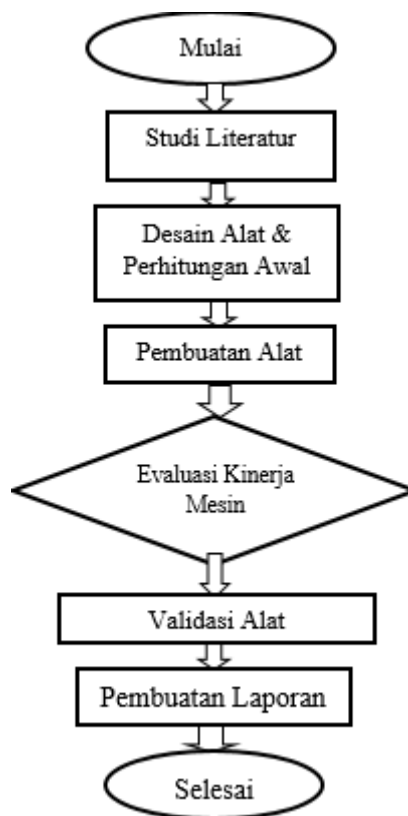 Mulai
Studi Literatur
Desain Alat &
Perhitungan Awal
Pembuatan Alat
Evaluasi Kinerja
Mesin
Validasi Alat
Pembuatan Laporan
Selesai